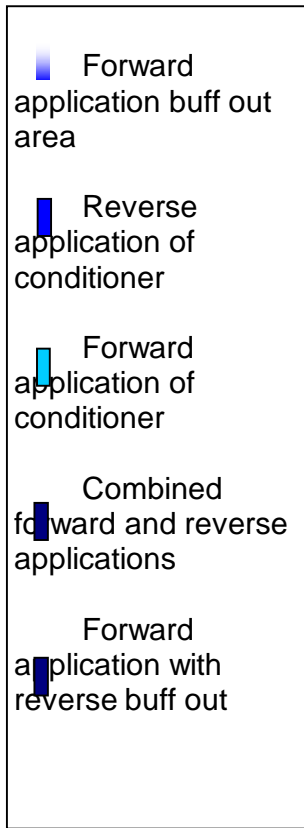 Forward
application buff out
area
Reverse
application of
conditioner
Forward
application of
conditioner
Combined
forward and reverse
applications
Forward
application with
reverse buff out